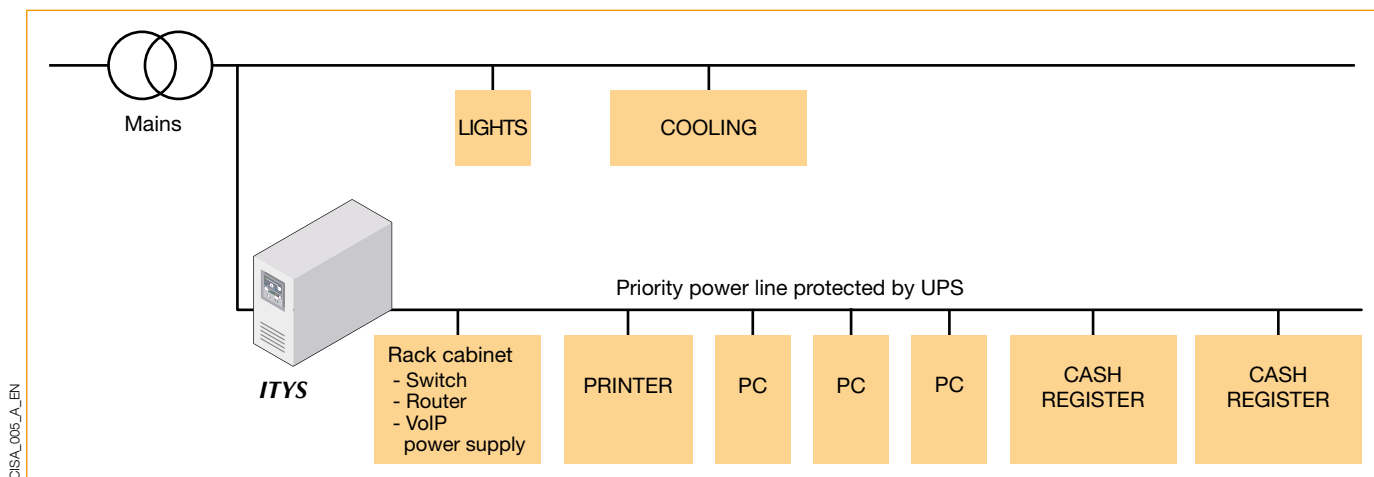 Mains
LIGHTS
COOLING
Priority power line protected by UPS
ITYS
Rack cabinet
- Switch
- Router
- VoIP
power supply
PRINTER
PC
PC
PC
CASH
REGISTER
CASH
REGISTER
CISA_005_A_EN